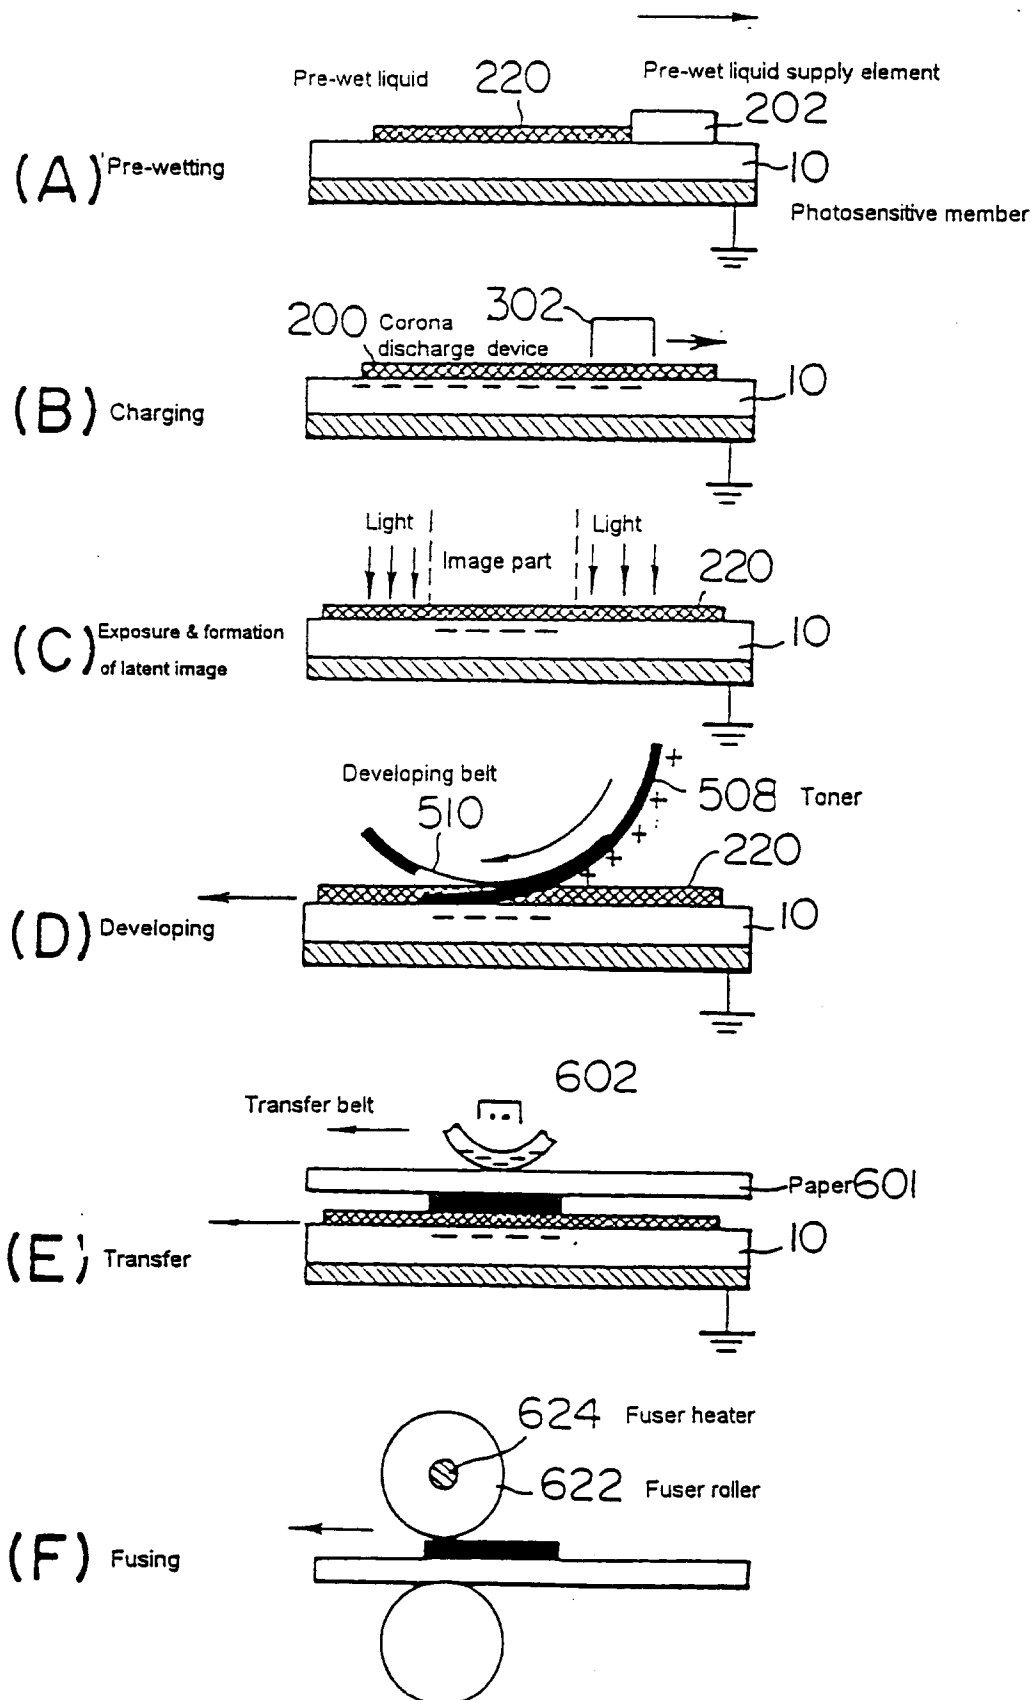 Pre-wet liquid 220 Pre-wet liquid supply element
202
(A) Pre-wetting 10
Photosensitive member
200 Corona 302
discharge device
(B) Charging 10
Light Light
Image part 220
(C) Exposure & formation 10
of latent image
Developing belt + 508 Toner
510 +
+
+
+ 220
(D) Developing 10
602
Transfer belt
Paper 601
(E) Transfer 10
624 Fuser heater
622 Fuser roller
(F) Fusing